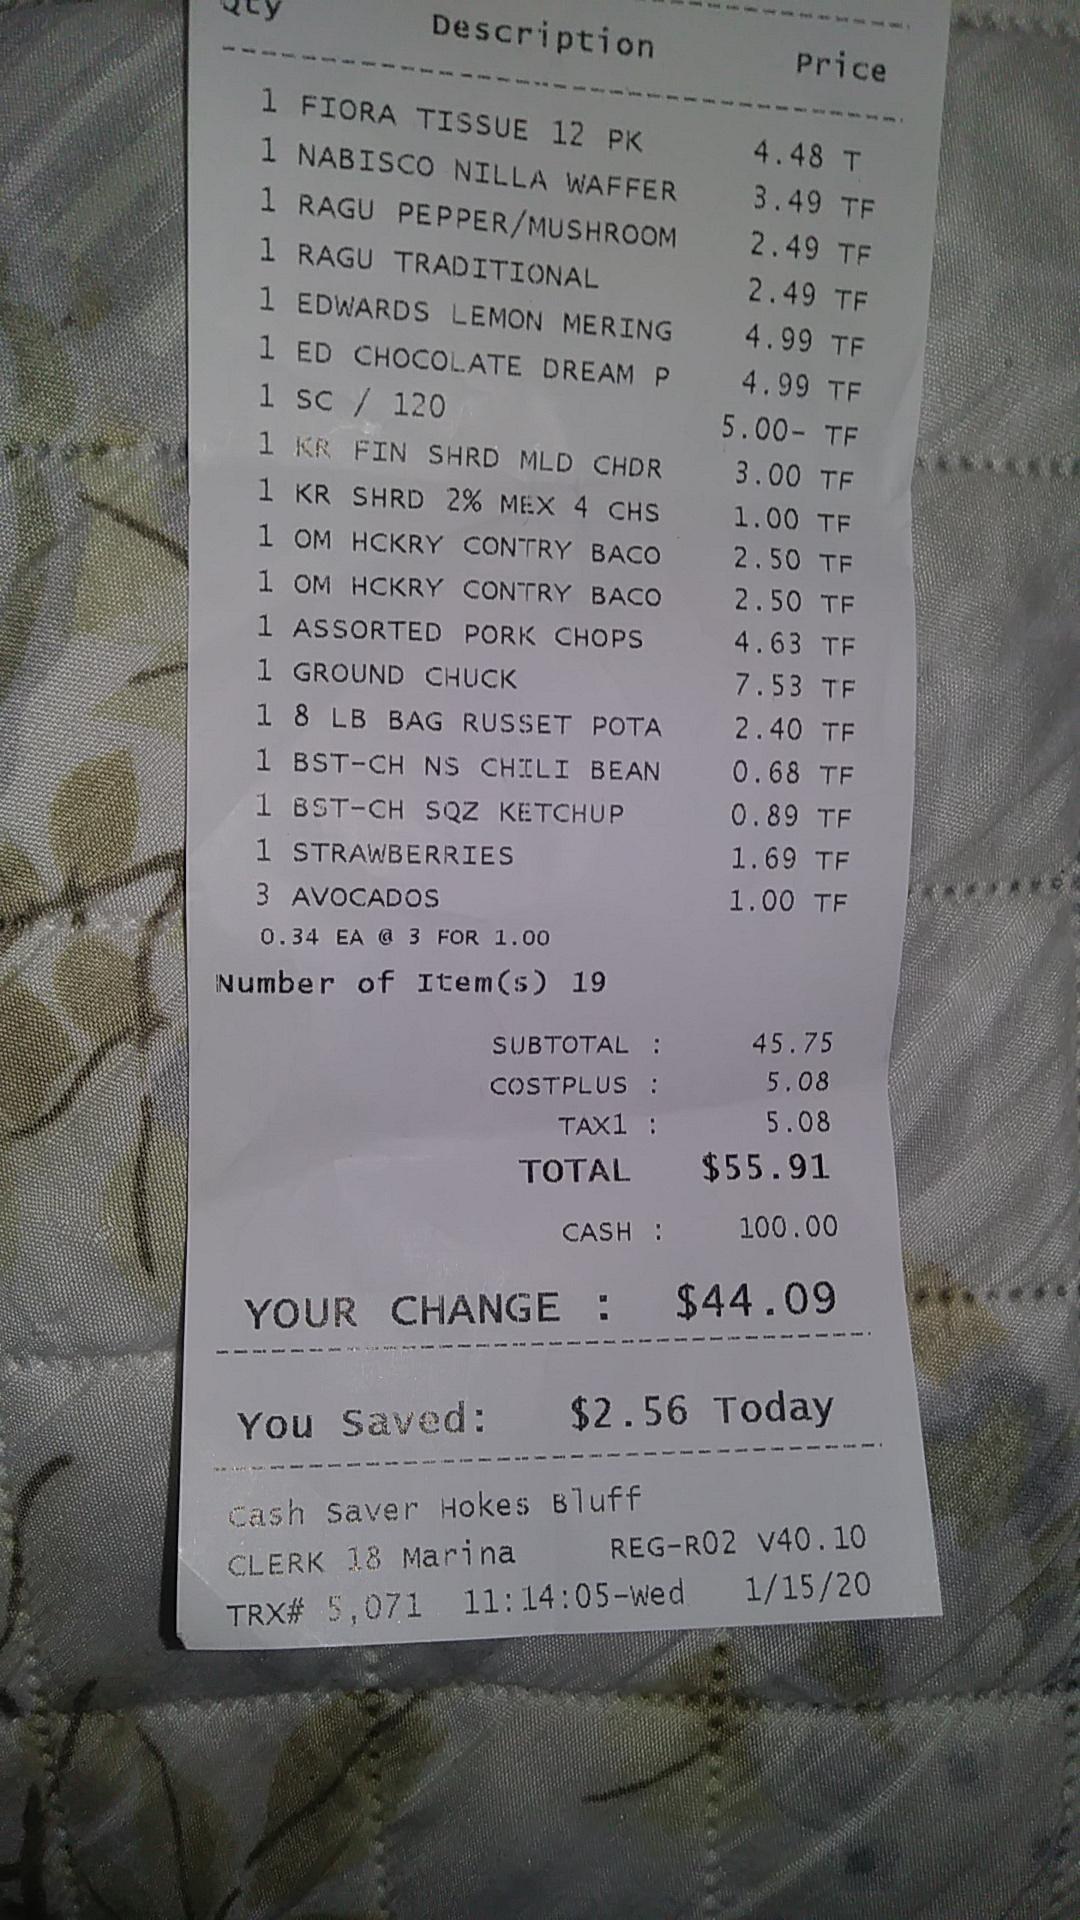 Qty Description Price
1 FIORA TISSUE 12 PK 4.48 T
1 NABISCO NILLA WAFFER 3.49 TF
1 RAGU PEPPER/MUSHROOM 2.49 TF
1 RAGU TRADITIONAL 2.49 TF
1 EDWARDS LEMON MERING 4.99 TF
1 ED CHOCOLATE DREAM P 4.99 TF
1 SC / 120 5.00- TF
1 KR FIN SHRD MLD CHDR 3.00 TF
1 KR SHRD 2% MEX 4 CHS 1.00 TF
1 OM HCKRY CONTRY BACO 2.50 TF
1 OM HCKRY CONTRY BACO 2.50 TF
1 ASSORTED PORK CHOPS 4.63 TF
1 GROUND CHUCK 7.53 TF
1 8 LB BAG RUSSET POTA 2.40 TF
1 BST-CH NS CHILI BEAN 0.68 TF
1 BST-CH SQZ KETCHUP 0.89 TF
1 STRAWBERRIES 1.69 TF
3 AVOCADOS 1.00 TF
0.34 EA @ 3 FOR 1.00
Number of Item(s) 19
SUBTOTAL : 45.75
COSTPLUS : 5.08
TAX1 : 5.08
TOTAL $55.91
CASH : 100.00
YOUR CHANGE : $44.09
You Saved: $2.56 Today
Cash Saver Hokes Bluff
CLERK 18 Marina REG-R02 V40.10
TRX# 5,071 11:14:05-Wed 1/15/20